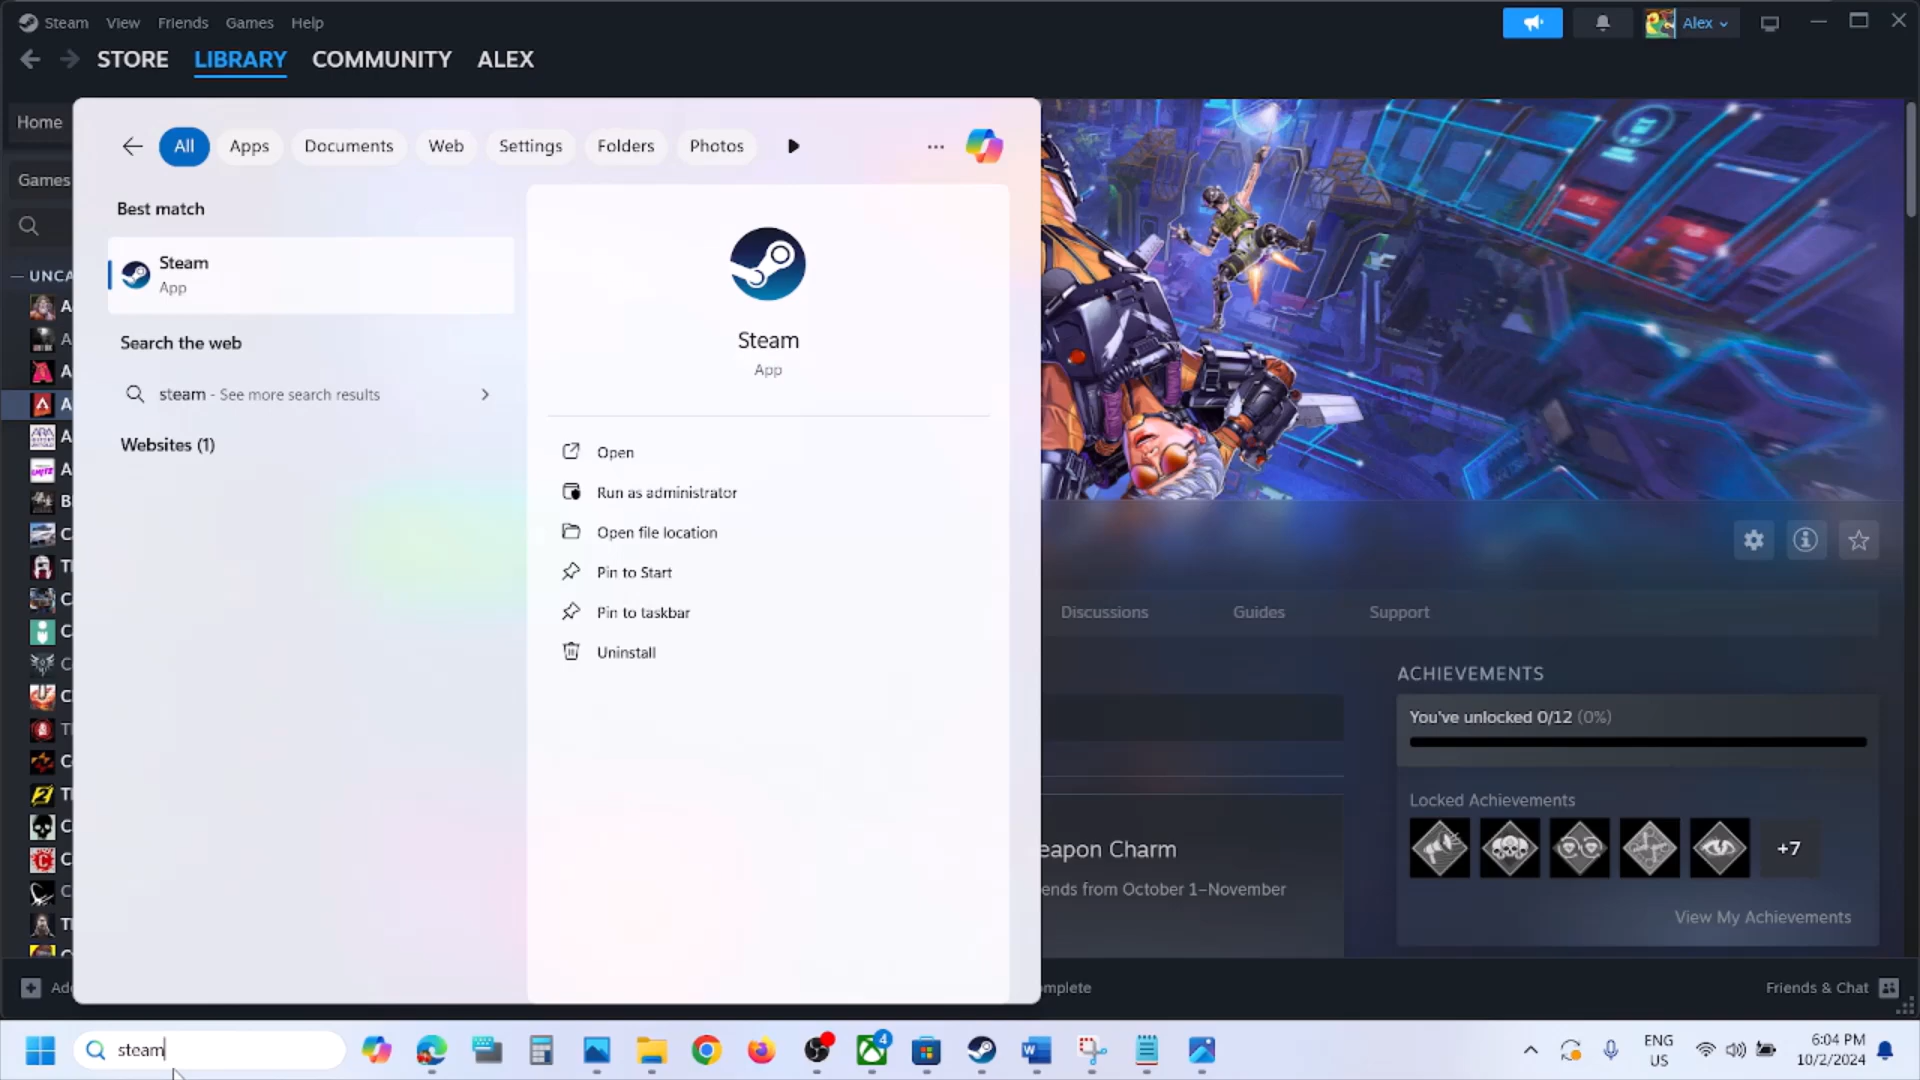 Steam View Friends Games Help
Alex
STORE LIBRARY COMMUNITY ALEX
Home
All Apps Documents Web Settings Folders Photos
Games
Best match
Steam
App
Steam
App
UNCA
A
A
A
A
A
A
B
C
T
C
C
C
C
T
C
T
C
C
C
T
Search the web
steam - See more search results
Websites (1)
Open
Run as administrator
Open file location
Pin to Start
Pin to taskbar
Uninstall
Discussions Guides Support
ACHIEVEMENTS
You've unlocked 0/12 (0%)
Locked Achievements
+7
eapon Charm
ends from October 1–November
View My Achievements
Add
mplete
Friends & Chat
steam
4
ENG
US
6:04 PM
10/2/2024